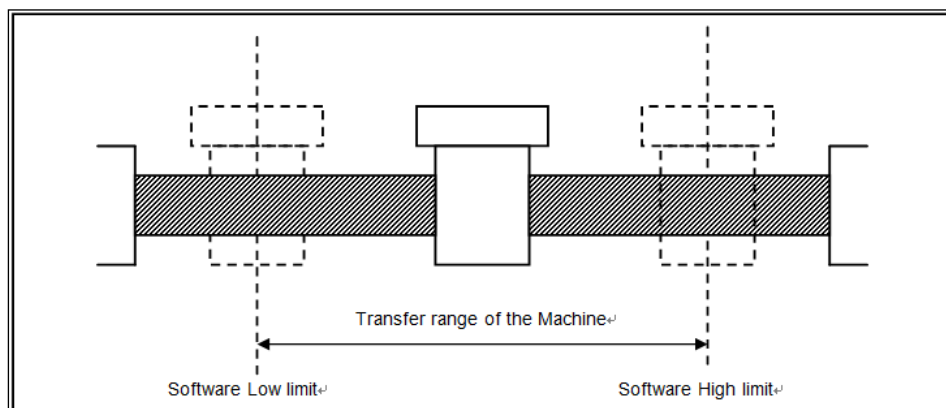 Transfer range of the Machine↵
Software Low limit↵
Software High limit↵